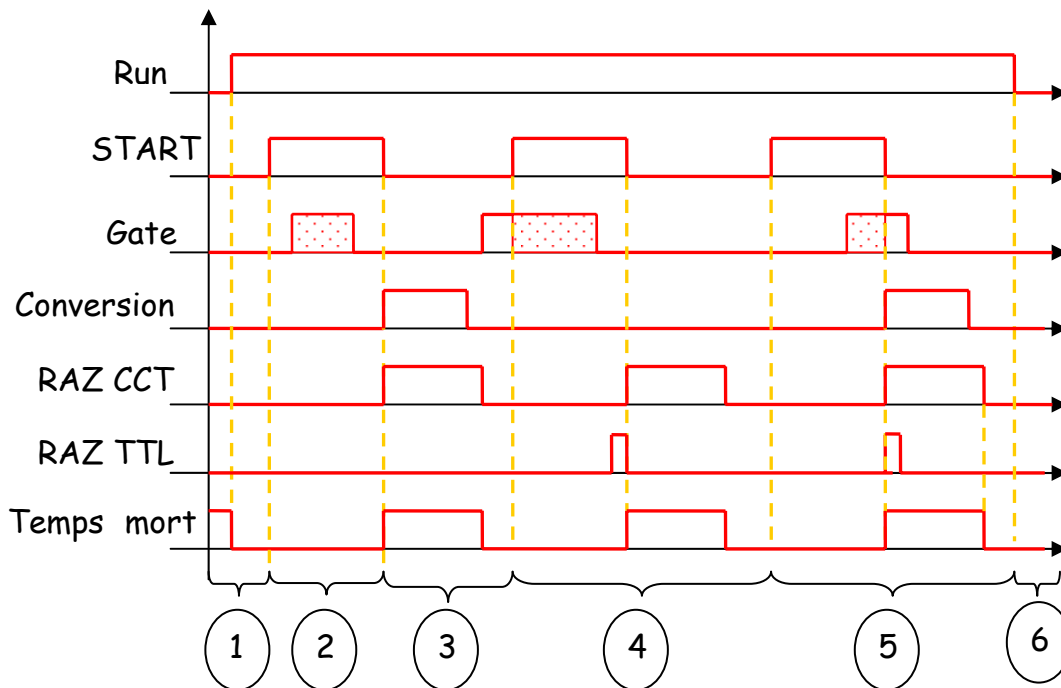 Run
START
Gate
Conversion
RAZ CCT
RAZ TTL
Temps mort
1 2 3 4 5 6